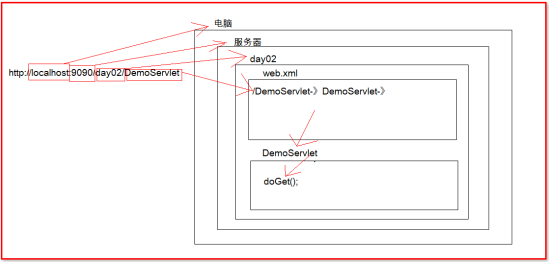 电脑
服务器
day02
web.xml
http://localhost:9090/day02/DemoServlet
/DemoServlet-》 DemoServlet-》
DemoServlet
doGet();